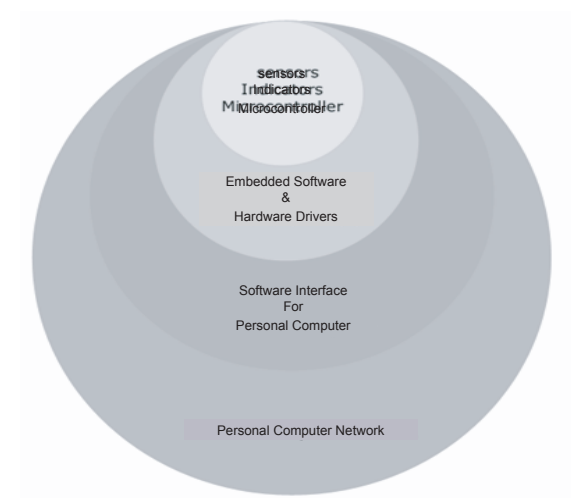 sensors
Indicators
Microcontroller
Embedded Software
&
Hardware Drivers
Software Interface
For
Personal Computer
Personal Computer Network